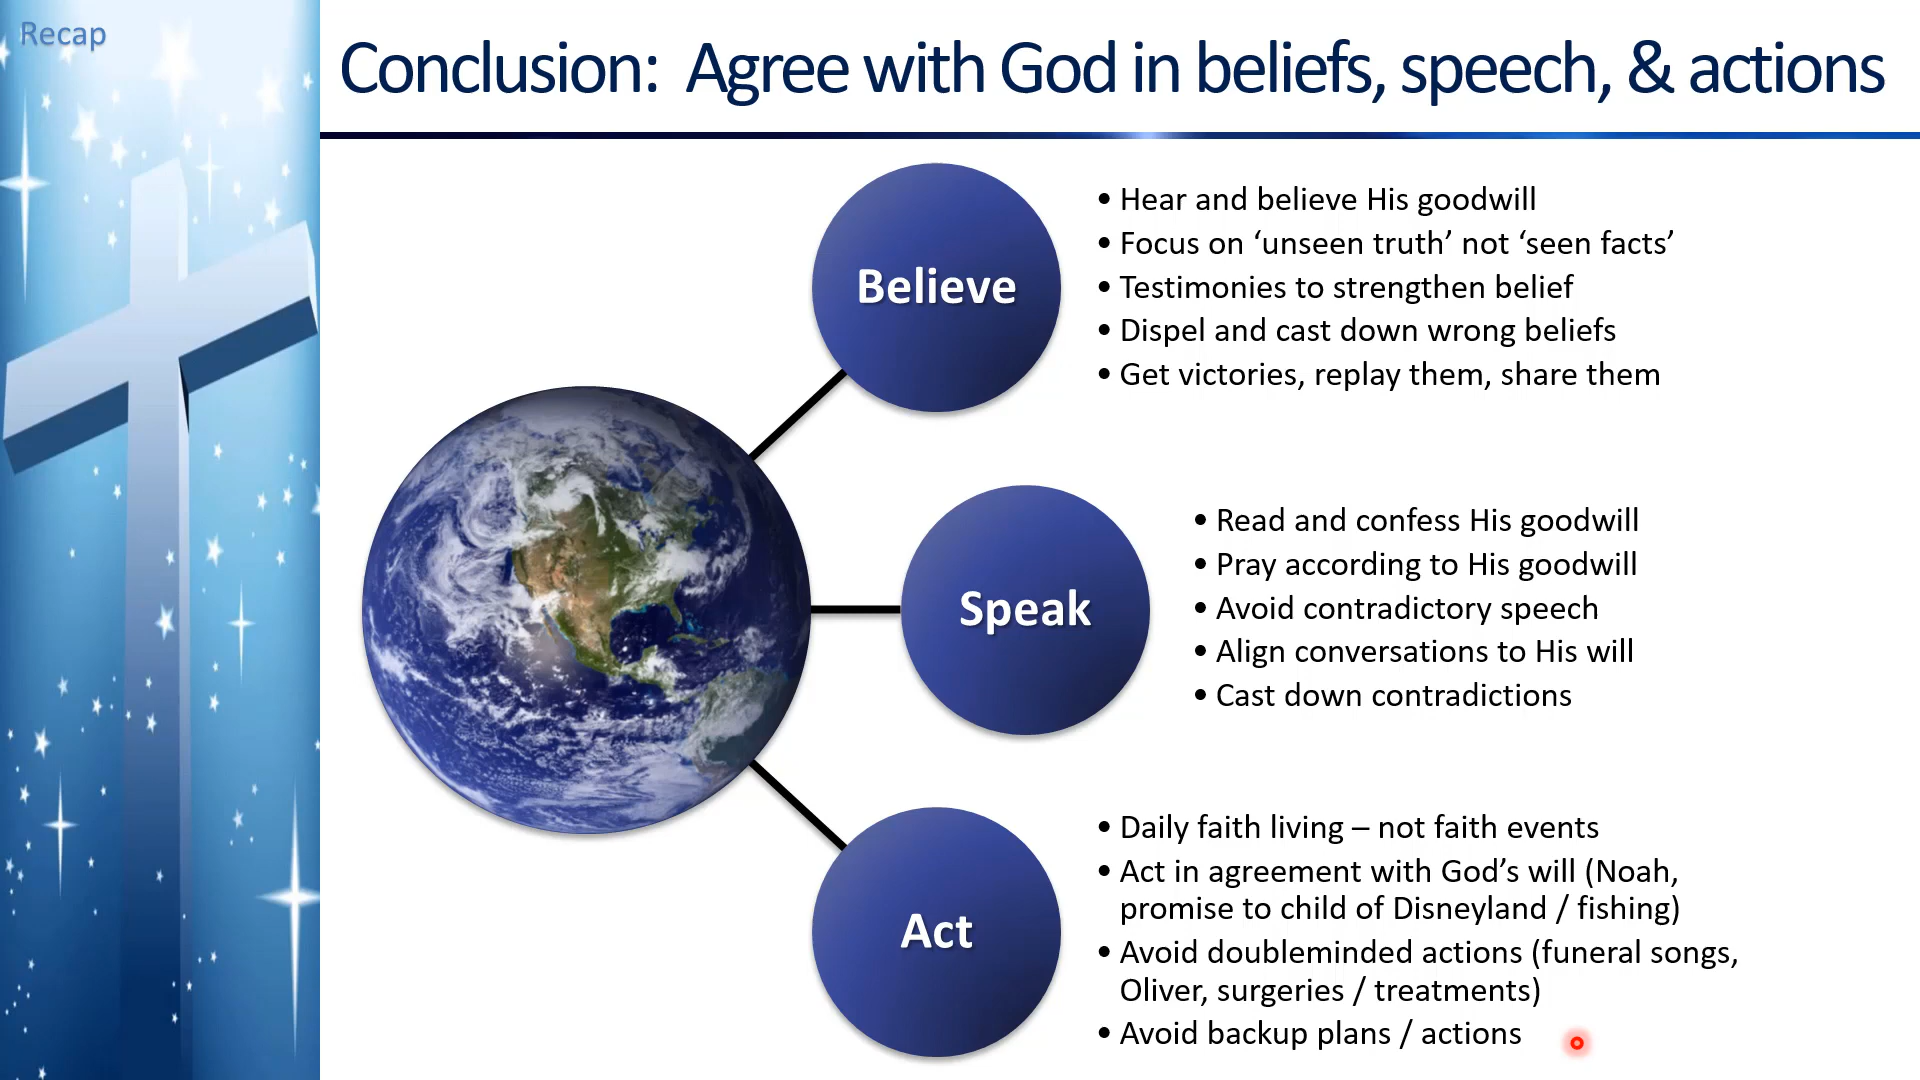 Recap
Conclusion:  Agree with God in beliefs, speech, & actions
Believe
• Hear and believe His goodwill
• Focus on ‘unseen truth’ not ‘seen facts’
• Testimonies to strengthen belief
• Dispel and cast down wrong beliefs
• Get victories, replay them, share them
Speak
• Read and confess His goodwill
• Pray according to His goodwill
• Avoid contradictory speech
• Align conversations to His will
• Cast down contradictions
Act
• Daily faith living – not faith events
• Act in agreement with God’s will (Noah,
promise to child of Disneyland / fishing)
• Avoid doubleminded actions (funeral songs,
Oliver, surgeries / treatments)
• Avoid backup plans / actions